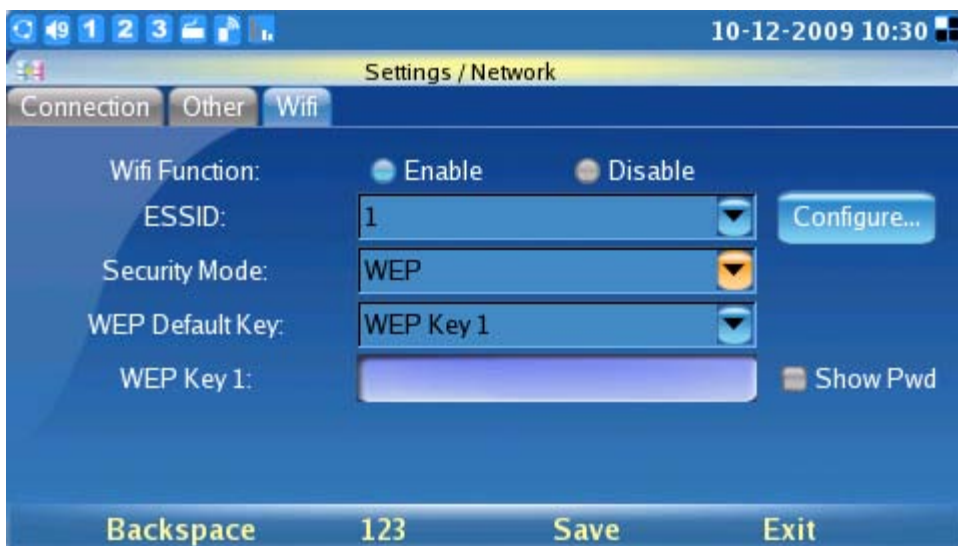 9 1 2 3 10-12-2009 10:30
Settings / Network
Connection Other Wifi
Wifi Function: Enable Disable
ESSID: 1 Configure...
Security Mode: WEP
WEP Default Key: WEP Key 1
WEP Key 1: Show Pwd
Backspace 123 Save Exit